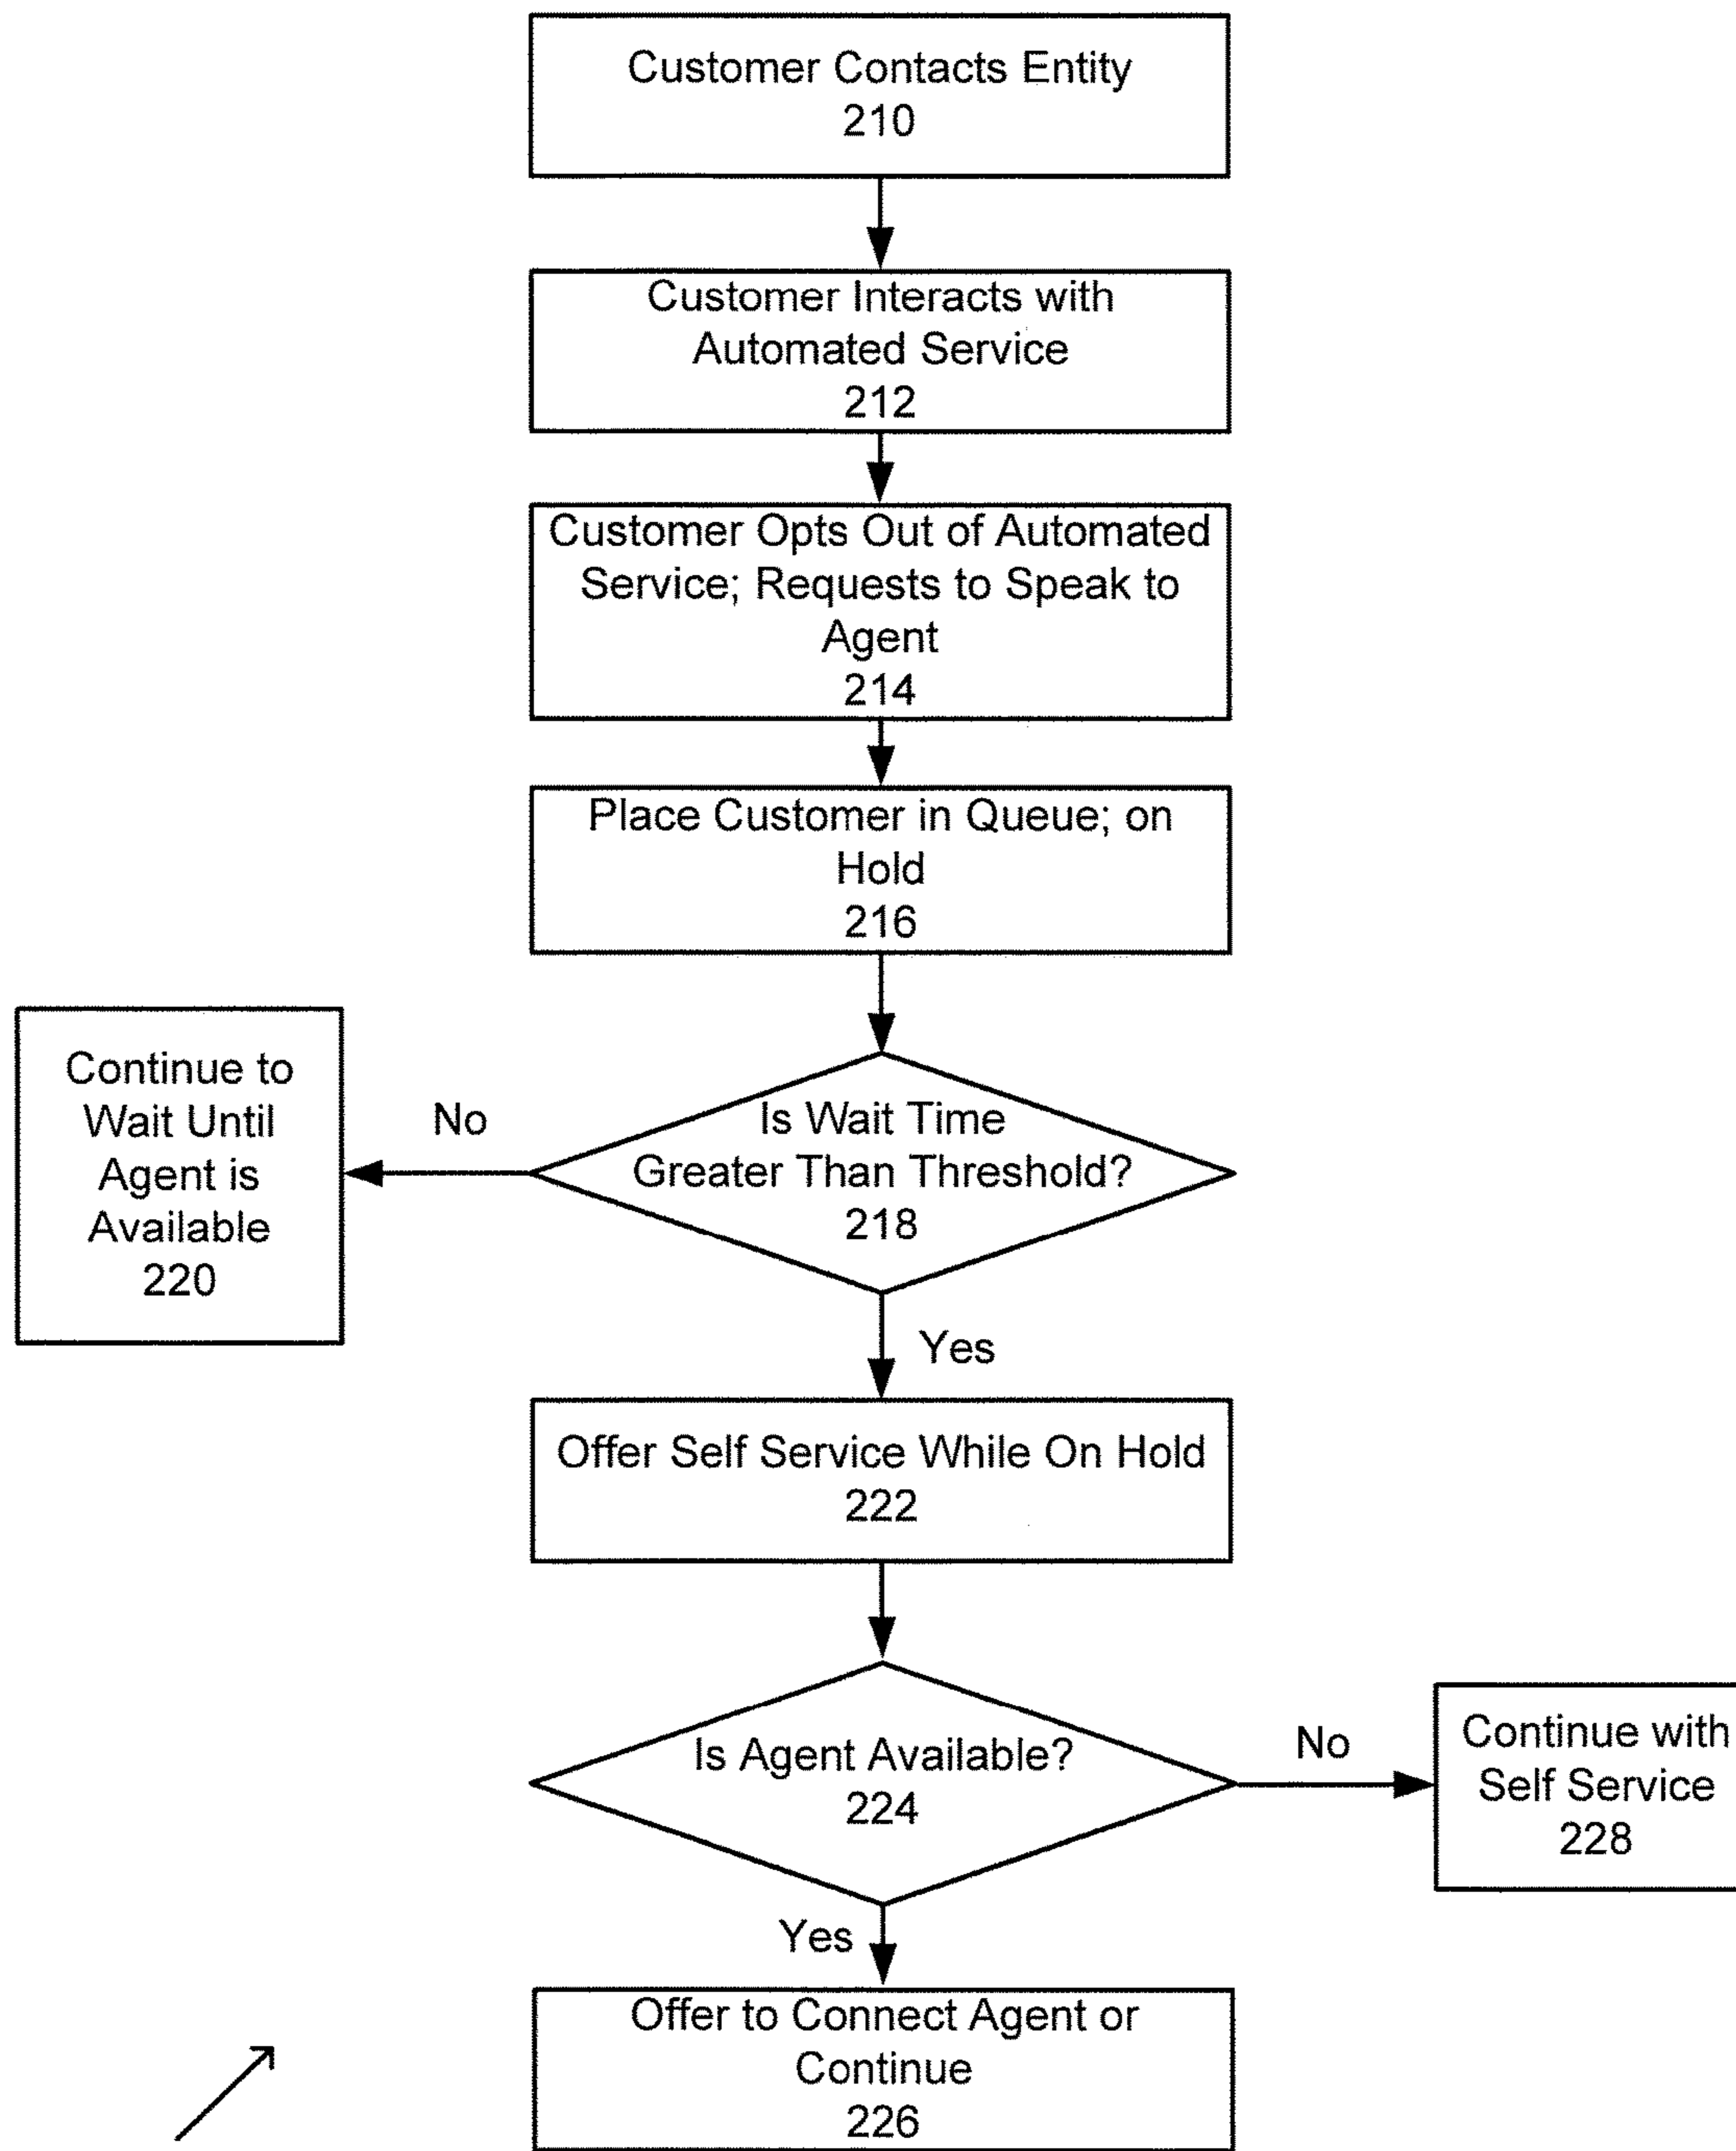 Customer Contacts Entity
210
Customer Interacts with
Automated Service
212
Customer Opts Out of Automated
Service; Requests to Speak to
Agent
214
Place Customer in Queue; on
Hold
216
Continue to
Wait Until
Agent is
Available
220
No
Is Wait Time
Greater Than Threshold?
218
Yes
Offer Self Service While On Hold
222
Is Agent Available?
224
No
Continue with
Self Service
228
Yes
Offer to Connect Agent or
Continue
226